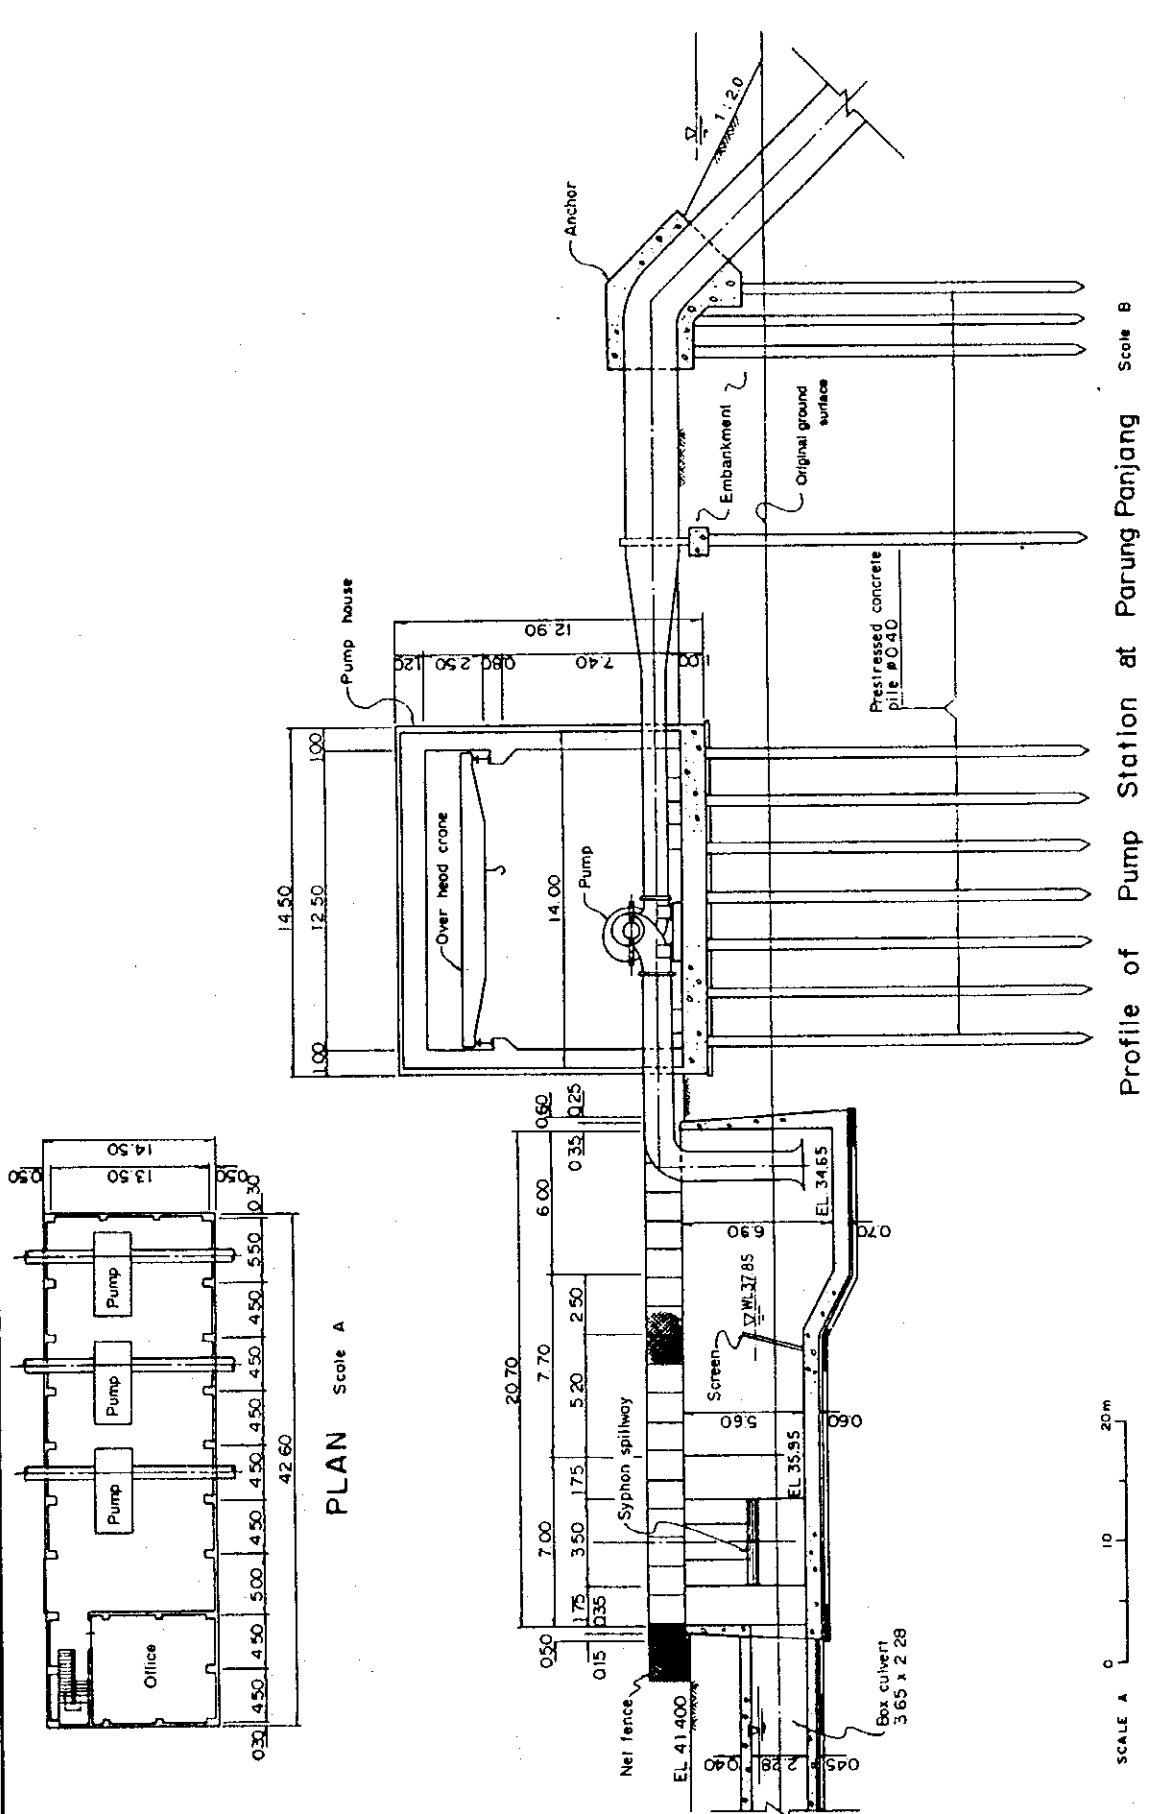 0.30
4.50
4.50
5.00
4.50
4.50
4.50
4.50
4.50
5.50
0.30
42.60
0.50
13.50
0.50
14.50
Office
Pump
Pump
Pump
PLAN Scale A
14.50
1.00
12.50
1.00
Pump house
Over head crane
14.00
Pump
1.20
2.50
0.80
7.40
1.00
12.90
Anchor
1:2.0
Embankment
Original ground
surface
Prestressed concrete
pile ø0.40
20.70
0.50
7.00
7.70
6.00
0.60
0.15
0.35
1.75
3.50
1.75
5.20
2.50
0.35
0.25
Net fence
Syphon spillway
Screen
WL 37.85
EL 41.400
EL 35.95
EL 34.65
5.60
0.60
6.90
0.70
0.40
2.28
0.45
Box culvert
3.65 x 2.28
Profile of Pump Station at Parung Panjang Scale B
SCALE A
0
10
20m